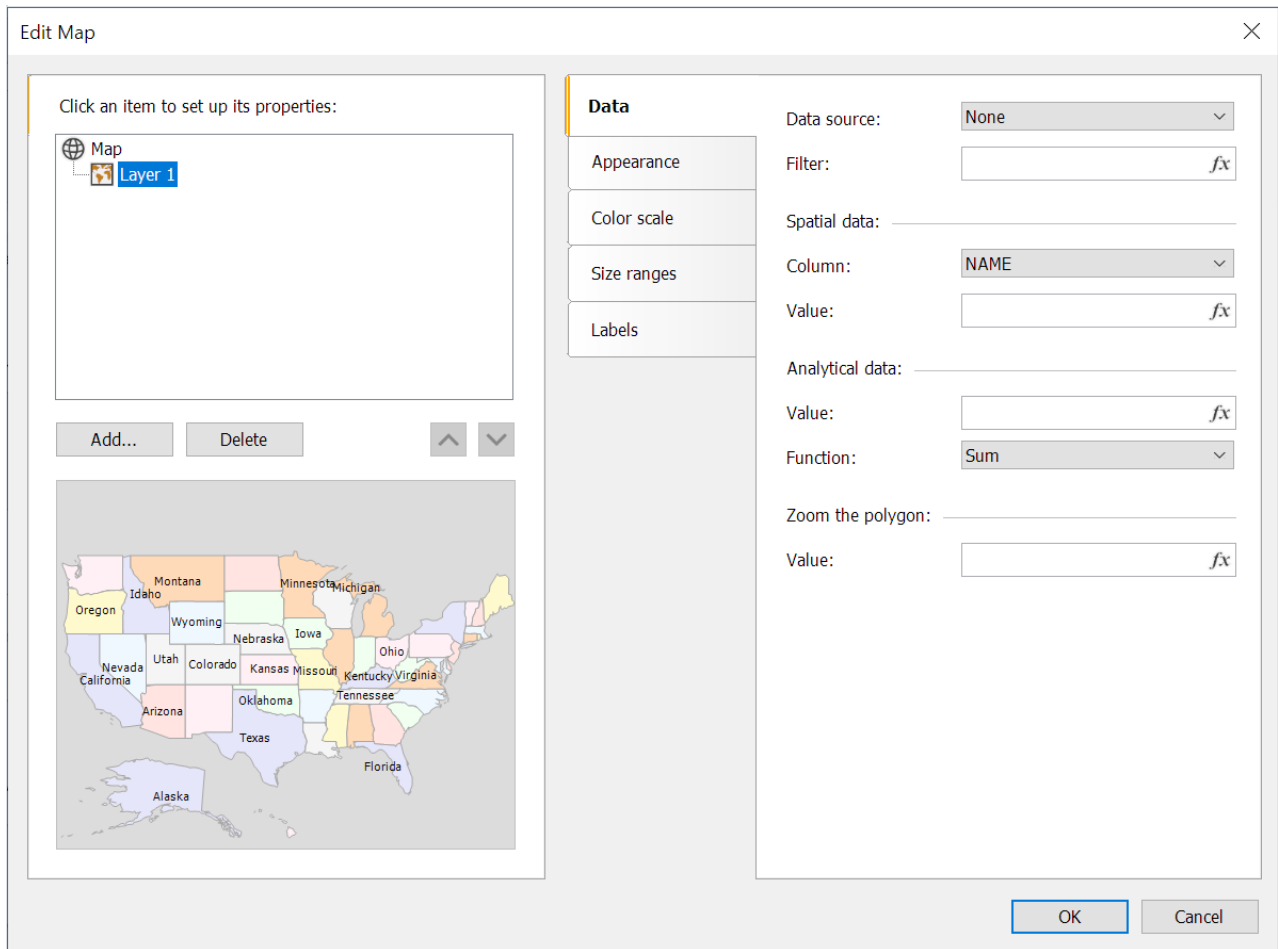 Edit Map
Click an item to set up its properties:
Map
Layer 1
Add...
Delete
Montana
Minnesota
Michigan
Idaho
Oregon
Wyoming
Nebraska
Iowa
Ohio
Nevada
Utah
Colorado
Kansas
Missouri
Kentucky
Virginia
California
Tennessee
Oklahoma
Arizona
Texas
Florida
Alaska
Data
Appearance
Color scale
Size ranges
Labels
Data source: None
Filter: fx
Spatial data:
Column: NAME
Value: fx
Analytical data:
Value: fx
Function: Sum
Zoom the polygon:
Value: fx
OK
Cancel